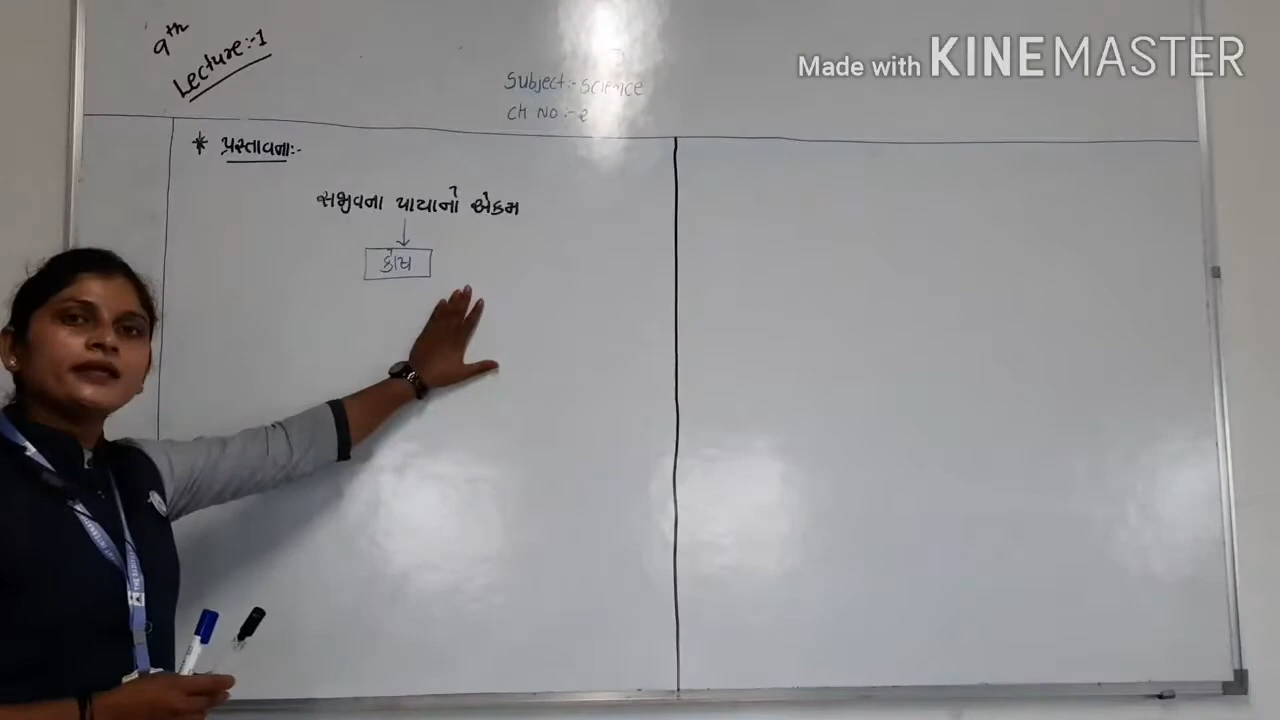 9th
Lecture:-1
Made with KINEMASTER
Subject:- Science
CH NO:- 2
* પ્રસ્તાવના:-
સજીવના પાયાનો એકમ
કોષ